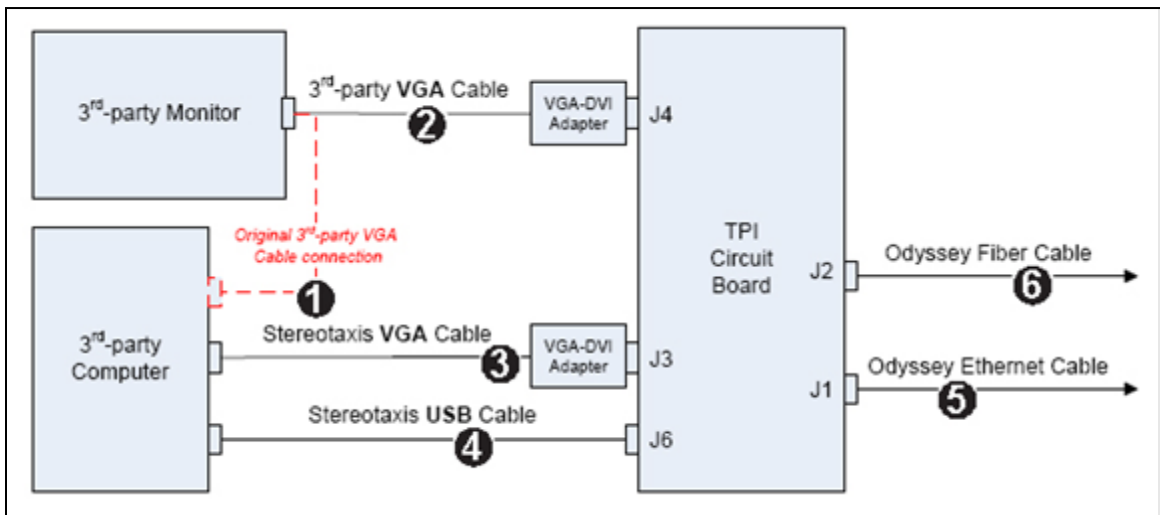 3rd-party Monitor
3rd-party VGA Cable
2
VGA-DVI
Adapter
J4
Original 3rd-party VGA
Cable connection
1
3rd-party
Computer
Stereotaxis VGA Cable
3
VGA-DVI
Adapter
J3
Stereotaxis USB Cable
4
J6
TPI
Circuit
Board
J2
Odyssey Fiber Cable
6
J1
Odyssey Ethernet Cable
5